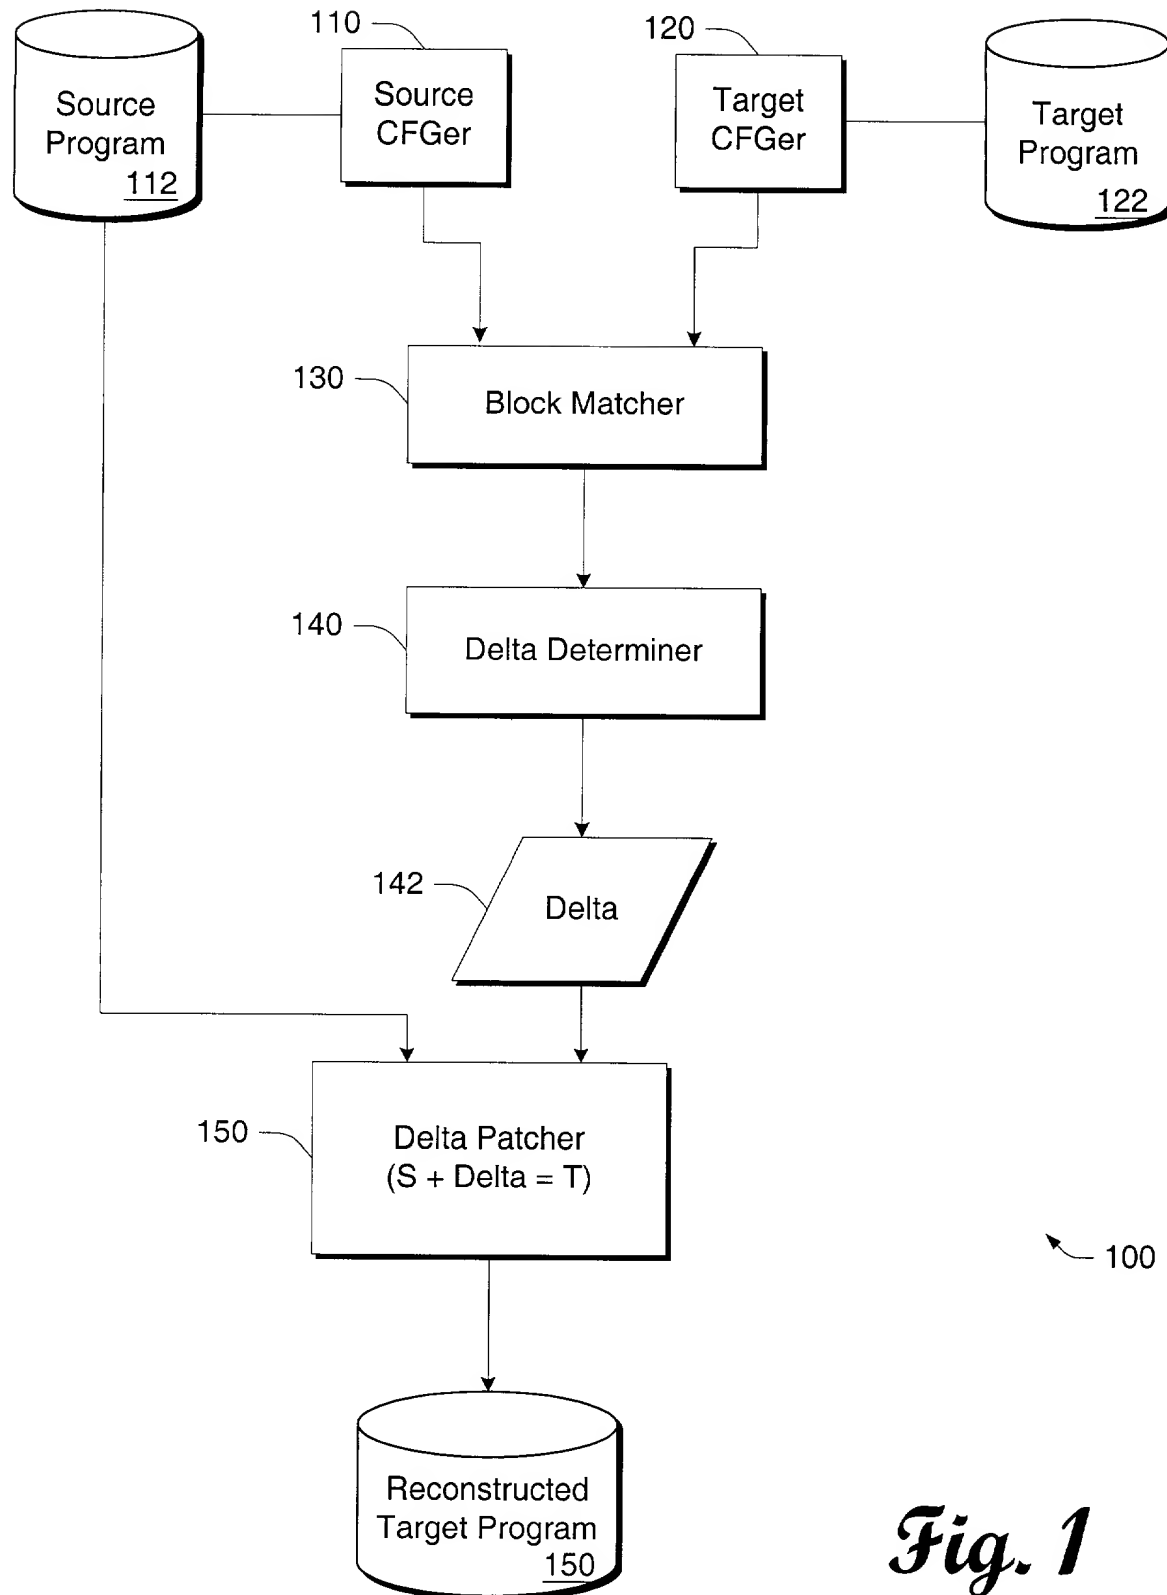 110
120
Source
Program
112
Source
CFGer
Target
CFGer
Target
Program
122
130
Block Matcher
140
Delta Determiner
142
Delta
150
Delta Patcher
(S + Delta = T)
100
Reconstructed
Target Program
150
Fig. 1